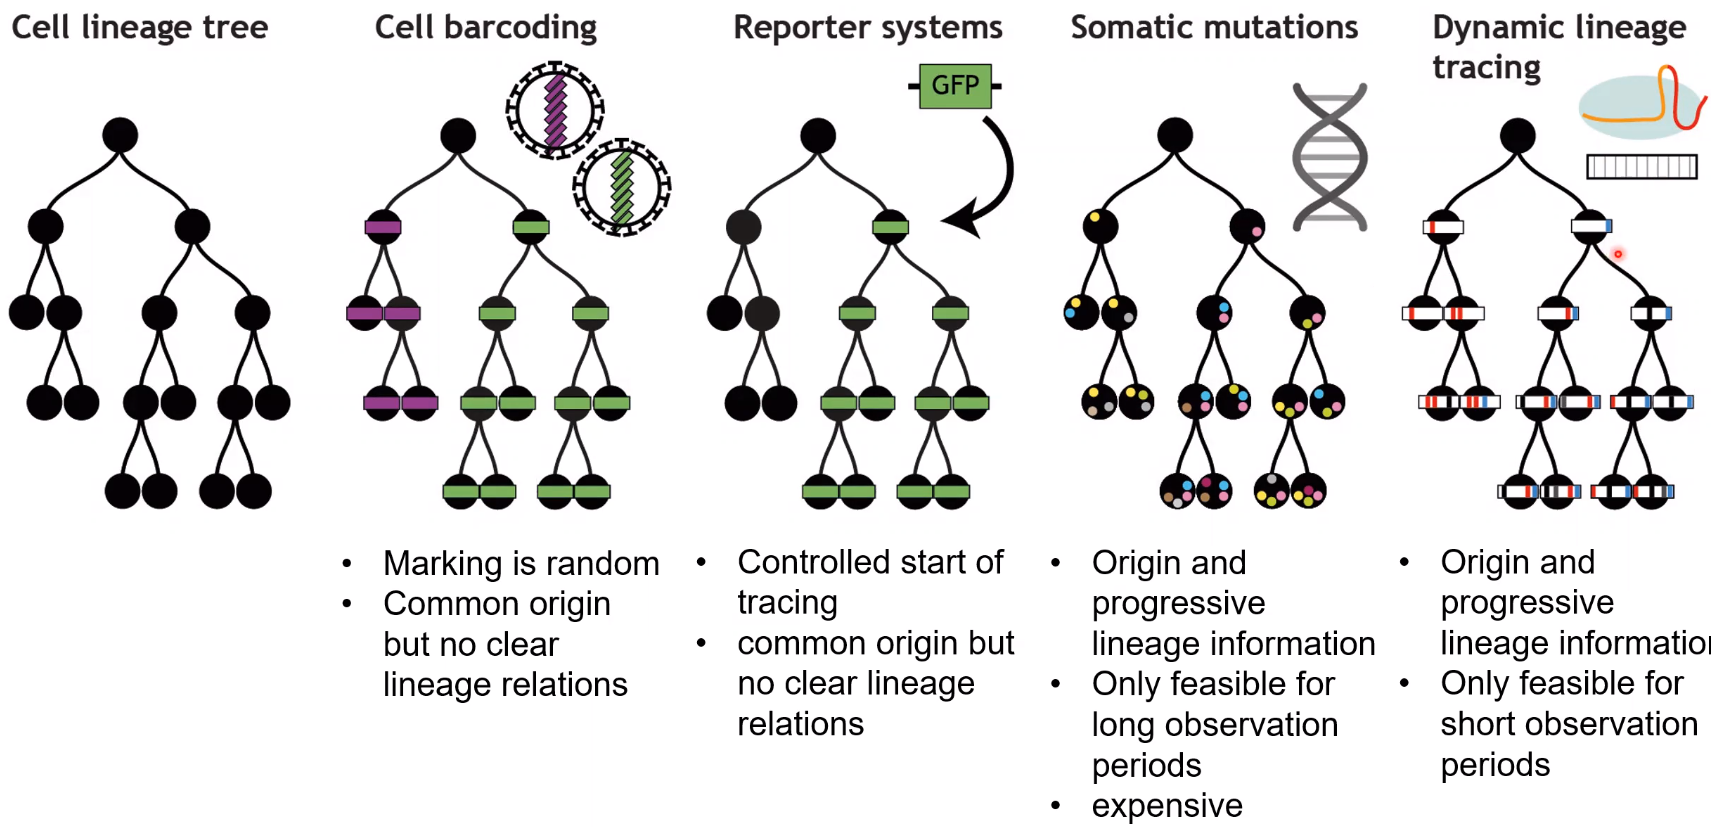 Cell lineage tree
Cell barcoding
Reporter systems
GFP
Somatic mutations
Dynamic lineage
tracing
• Marking is random
• Common origin
but no clear
lineage relations
• Controlled start of
tracing
• common origin but
no clear lineage
relations
• Origin and
progressive
lineage information
• Only feasible for
long observation
periods
• expensive
• Origin and
progressive
lineage information
• Only feasible for
short observation
periods